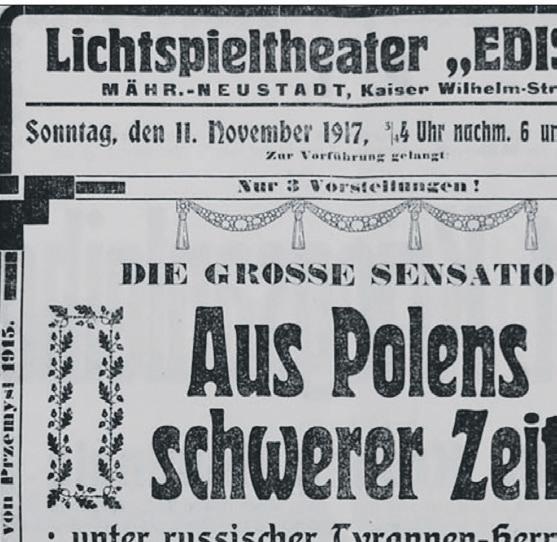 Lichtspieltheater „EDIS
MÄHR.-NEUSTADT, Kaiser Wilhelm-Str
Sonntag, den 11. November 1917, ¾4 Uhr nachm. 6 un
Zur Vorführung gelangt:
Nur 3 Vorstellungen!
DIE GROSSE SENSATIO
Aus Polens
schwerer Zeit
• unter russischer Tyrannen-Herr
von Przemysl 1915.